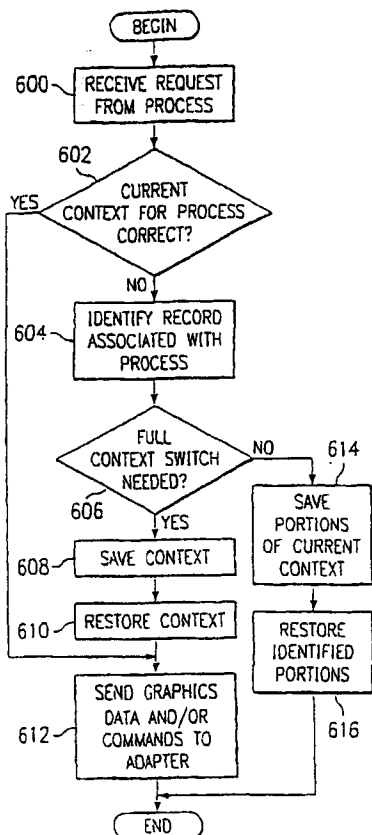 BEGIN
600
RECEIVE REQUEST
FROM PROCESS
602
YES
CURRENT
CONTEXT FOR PROCESS
CORRECT?
NO
604
IDENTIFY RECORD
ASSOCIATED WITH
PROCESS
FULL
CONTEXT SWITCH
NEEDED?
606
NO
614
YES
SAVE
PORTIONS
OF CURRENT
CONTEXT
608
SAVE CONTEXT
610
RESTORE CONTEXT
RESTORE
IDENTIFIED
PORTIONS
616
612
SEND GRAPHICS
DATA AND/OR
COMMANDS TO
ADAPTER
END